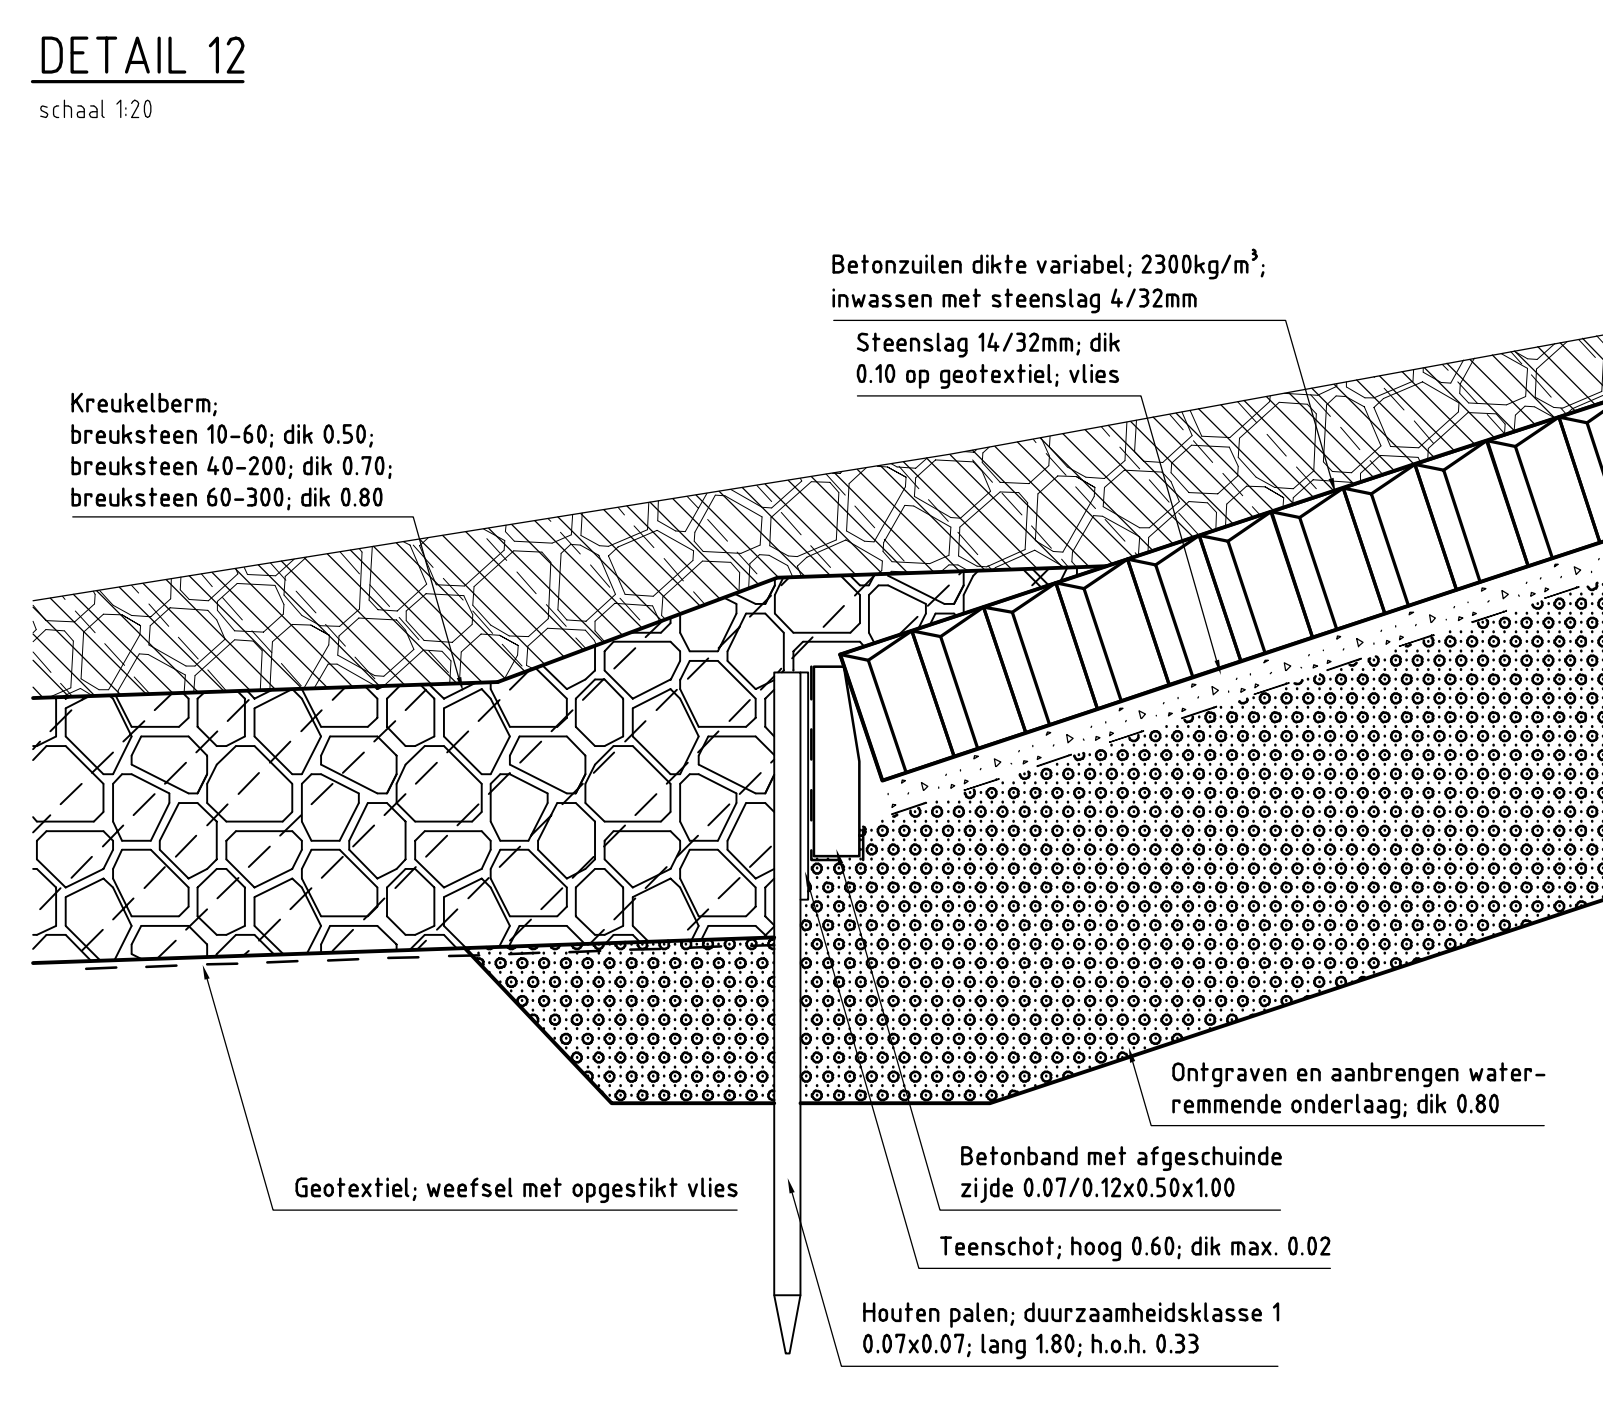 DETAIL 12
schaal 1:20
Betonzuilen dikte variabel; 2300kg/m³;
inwassen met steenslag 4/32mm
Steenslag 14/32mm; dik
0.10 op geotextiel; vlies
Kreukelberm;
breuksteen 10-60; dik 0.50;
breuksteen 40-200; dik 0.70;
breuksteen 60-300; dik 0.80
Ontgraven en aanbrengen water-
remmende onderlaag; dik 0.80
Betonband met afgeschuinde
zijde 0.07/0.12x0.50x1.00
Geotextiel; weefsel met opgestikt vlies
Teenschot; hoog 0.60; dik max. 0.02
Houten palen; duurzaamheidsklasse 1
0.07x0.07; lang 1.80; h.o.h. 0.33